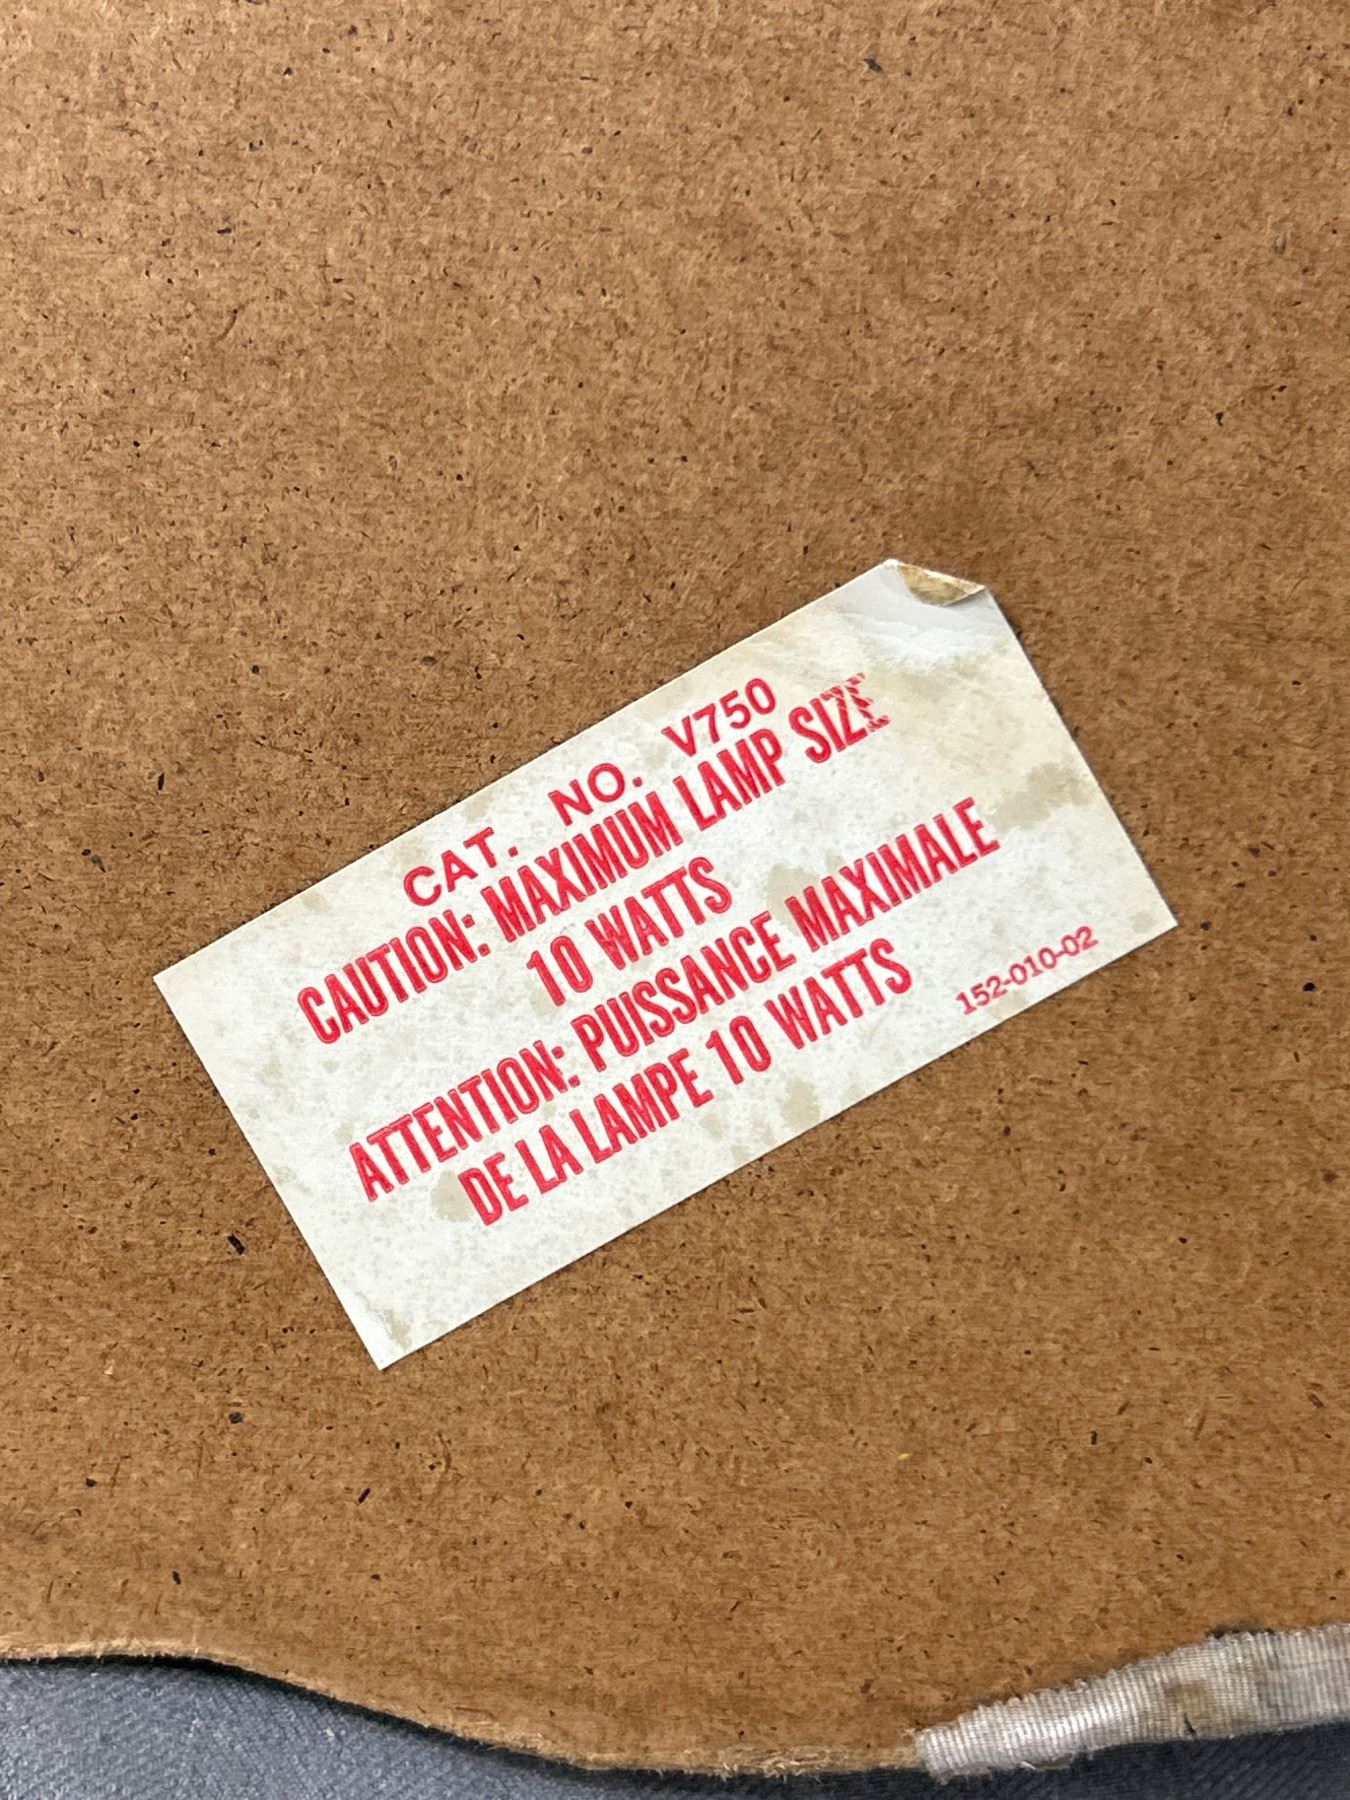 CAT. NO. V750
CAUTION: MAXIMUM LAMP SIZE
10 WATTS
ATTENTION: PUISSANCE MAXIMALE
DE LA LAMPE 10 WATTS
152-010-02